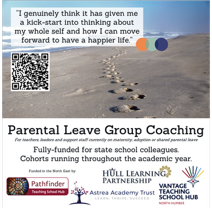 "I genuinely think it has given me
a kick-start into thinking about
my whole self and how I can move
forward to have a happier life."
Parental Leave Group Coaching
For teachers, leaders and support staff currently on maternity, adoption or shared parental leave
Fully-funded for state school colleagues.
Cohorts running throughout the academic year.
Pathfinder
Teaching School Hub
HULL LEARNING
PARTNERSHIP
Astrea Academy Trust
VANTAGE
TEACHING
SCHOOL HUB